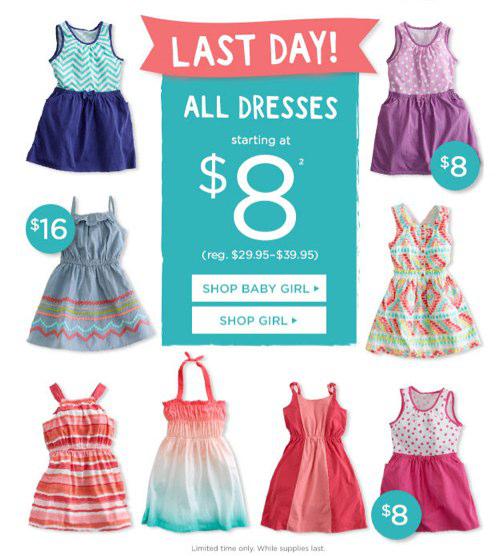 LAST DAY!
ALL DRESSES
starting at
$8²
(reg. $29.95–$39.95)
SHOP BABY GIRL ▸
SHOP GIRL ▸
$8
$16
$8
Limited time only. While supplies last.